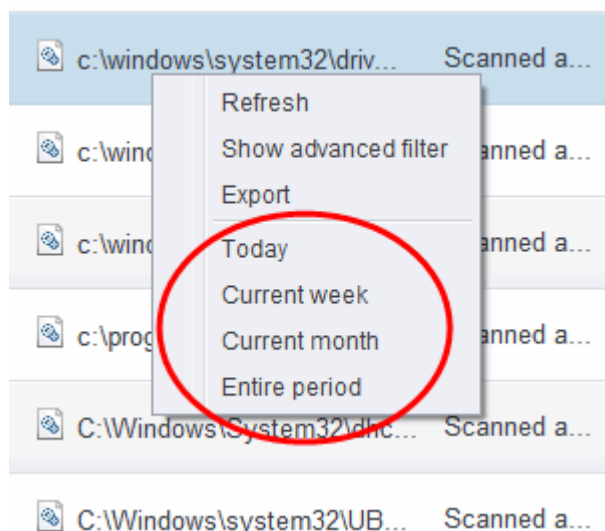 c:\windows\system32\driv... Scanned a...
Refresh
Show advanced filter
c:\wind anned a...
Export
Today
c:\wind anned a...
Current week
Current month
c:\prog anned a...
Entire period
C:\Windows\System32\dhc... Scanned a...
C:\Windows\system32\UB... Scanned a...